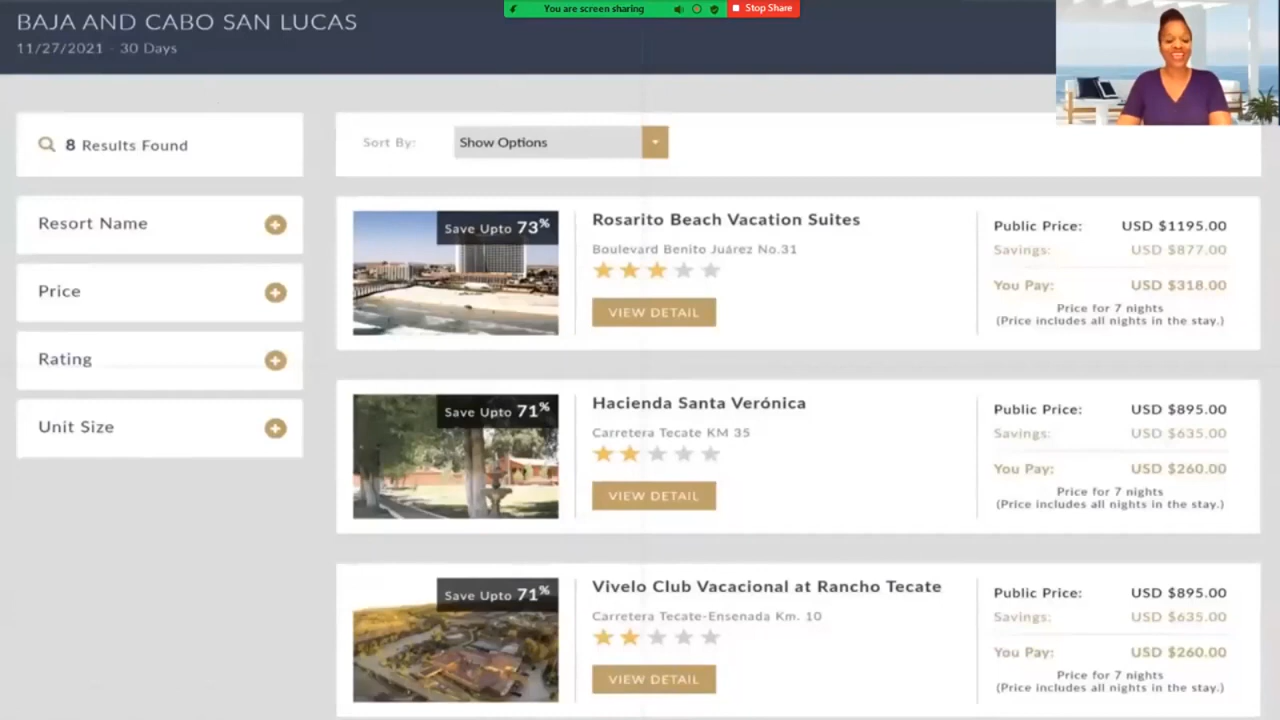 You are screen sharing
Stop Share
BAJA AND CABO SAN LUCAS
11/27/2021 - 30 Days
8 Results Found
Resort Name
Price
Rating
Unit Size
Sort By: Show Options
Save Upto 73%
Rosarito Beach Vacation Suites
Boulevard Benito Juárez No.31
VIEW DETAIL
Public Price: USD $1195.00
Savings: USD $877.00
You Pay: USD $318.00
Price for 7 nights
(Price includes all nights in the stay.)
Save Upto 71%
Hacienda Santa Verónica
Carretera Tecate KM 35
VIEW DETAIL
Public Price: USD $895.00
Savings: USD $635.00
You Pay: USD $260.00
Price for 7 nights
(Price includes all nights in the stay.)
Save Upto 71%
Vivelo Club Vacacional at Rancho Tecate
Carretera Tecate-Ensenada Km. 10
VIEW DETAIL
Public Price: USD $895.00
Savings: USD $635.00
You Pay: USD $260.00
Price for 7 nights
(Price includes all nights in the stay.)